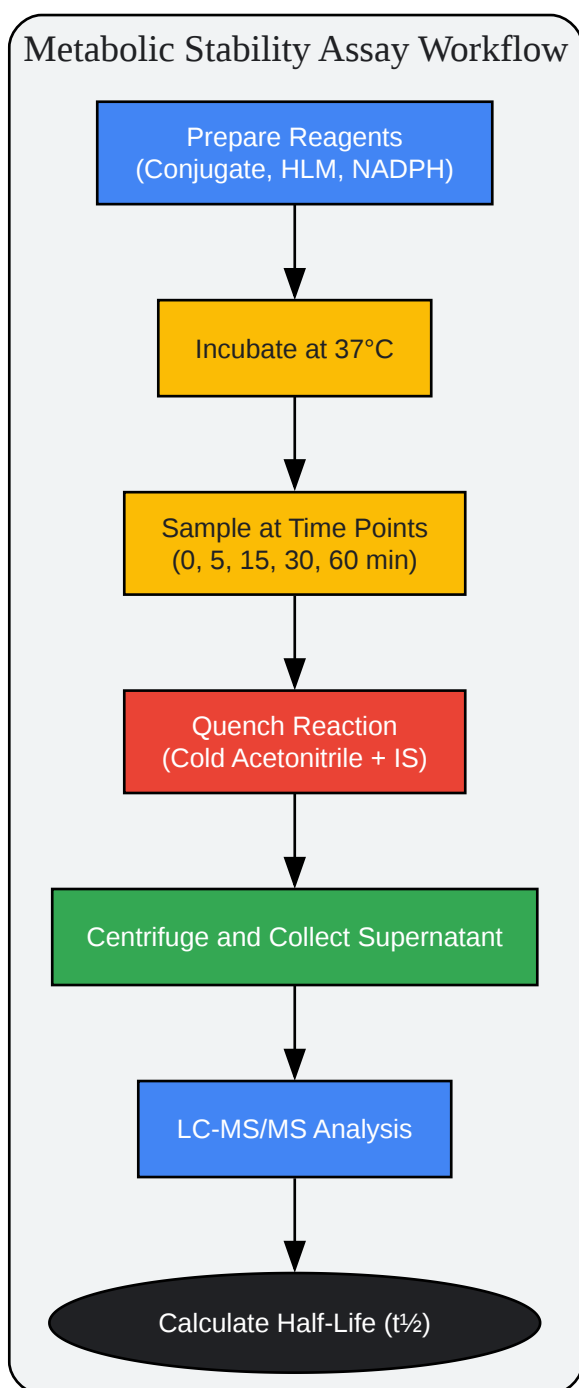 Metabolic Stability Assay Workflow
Prepare Reagents
(Conjugate, HLM, NADPH)
Incubate at 37°C
Sample at Time Points
(0, 5, 15, 30, 60 min)
Quench Reaction
(Cold Acetonitrile + IS)
Centrifuge and Collect Supernatant
LC-MS/MS Analysis
Calculate Half-Life (t½)